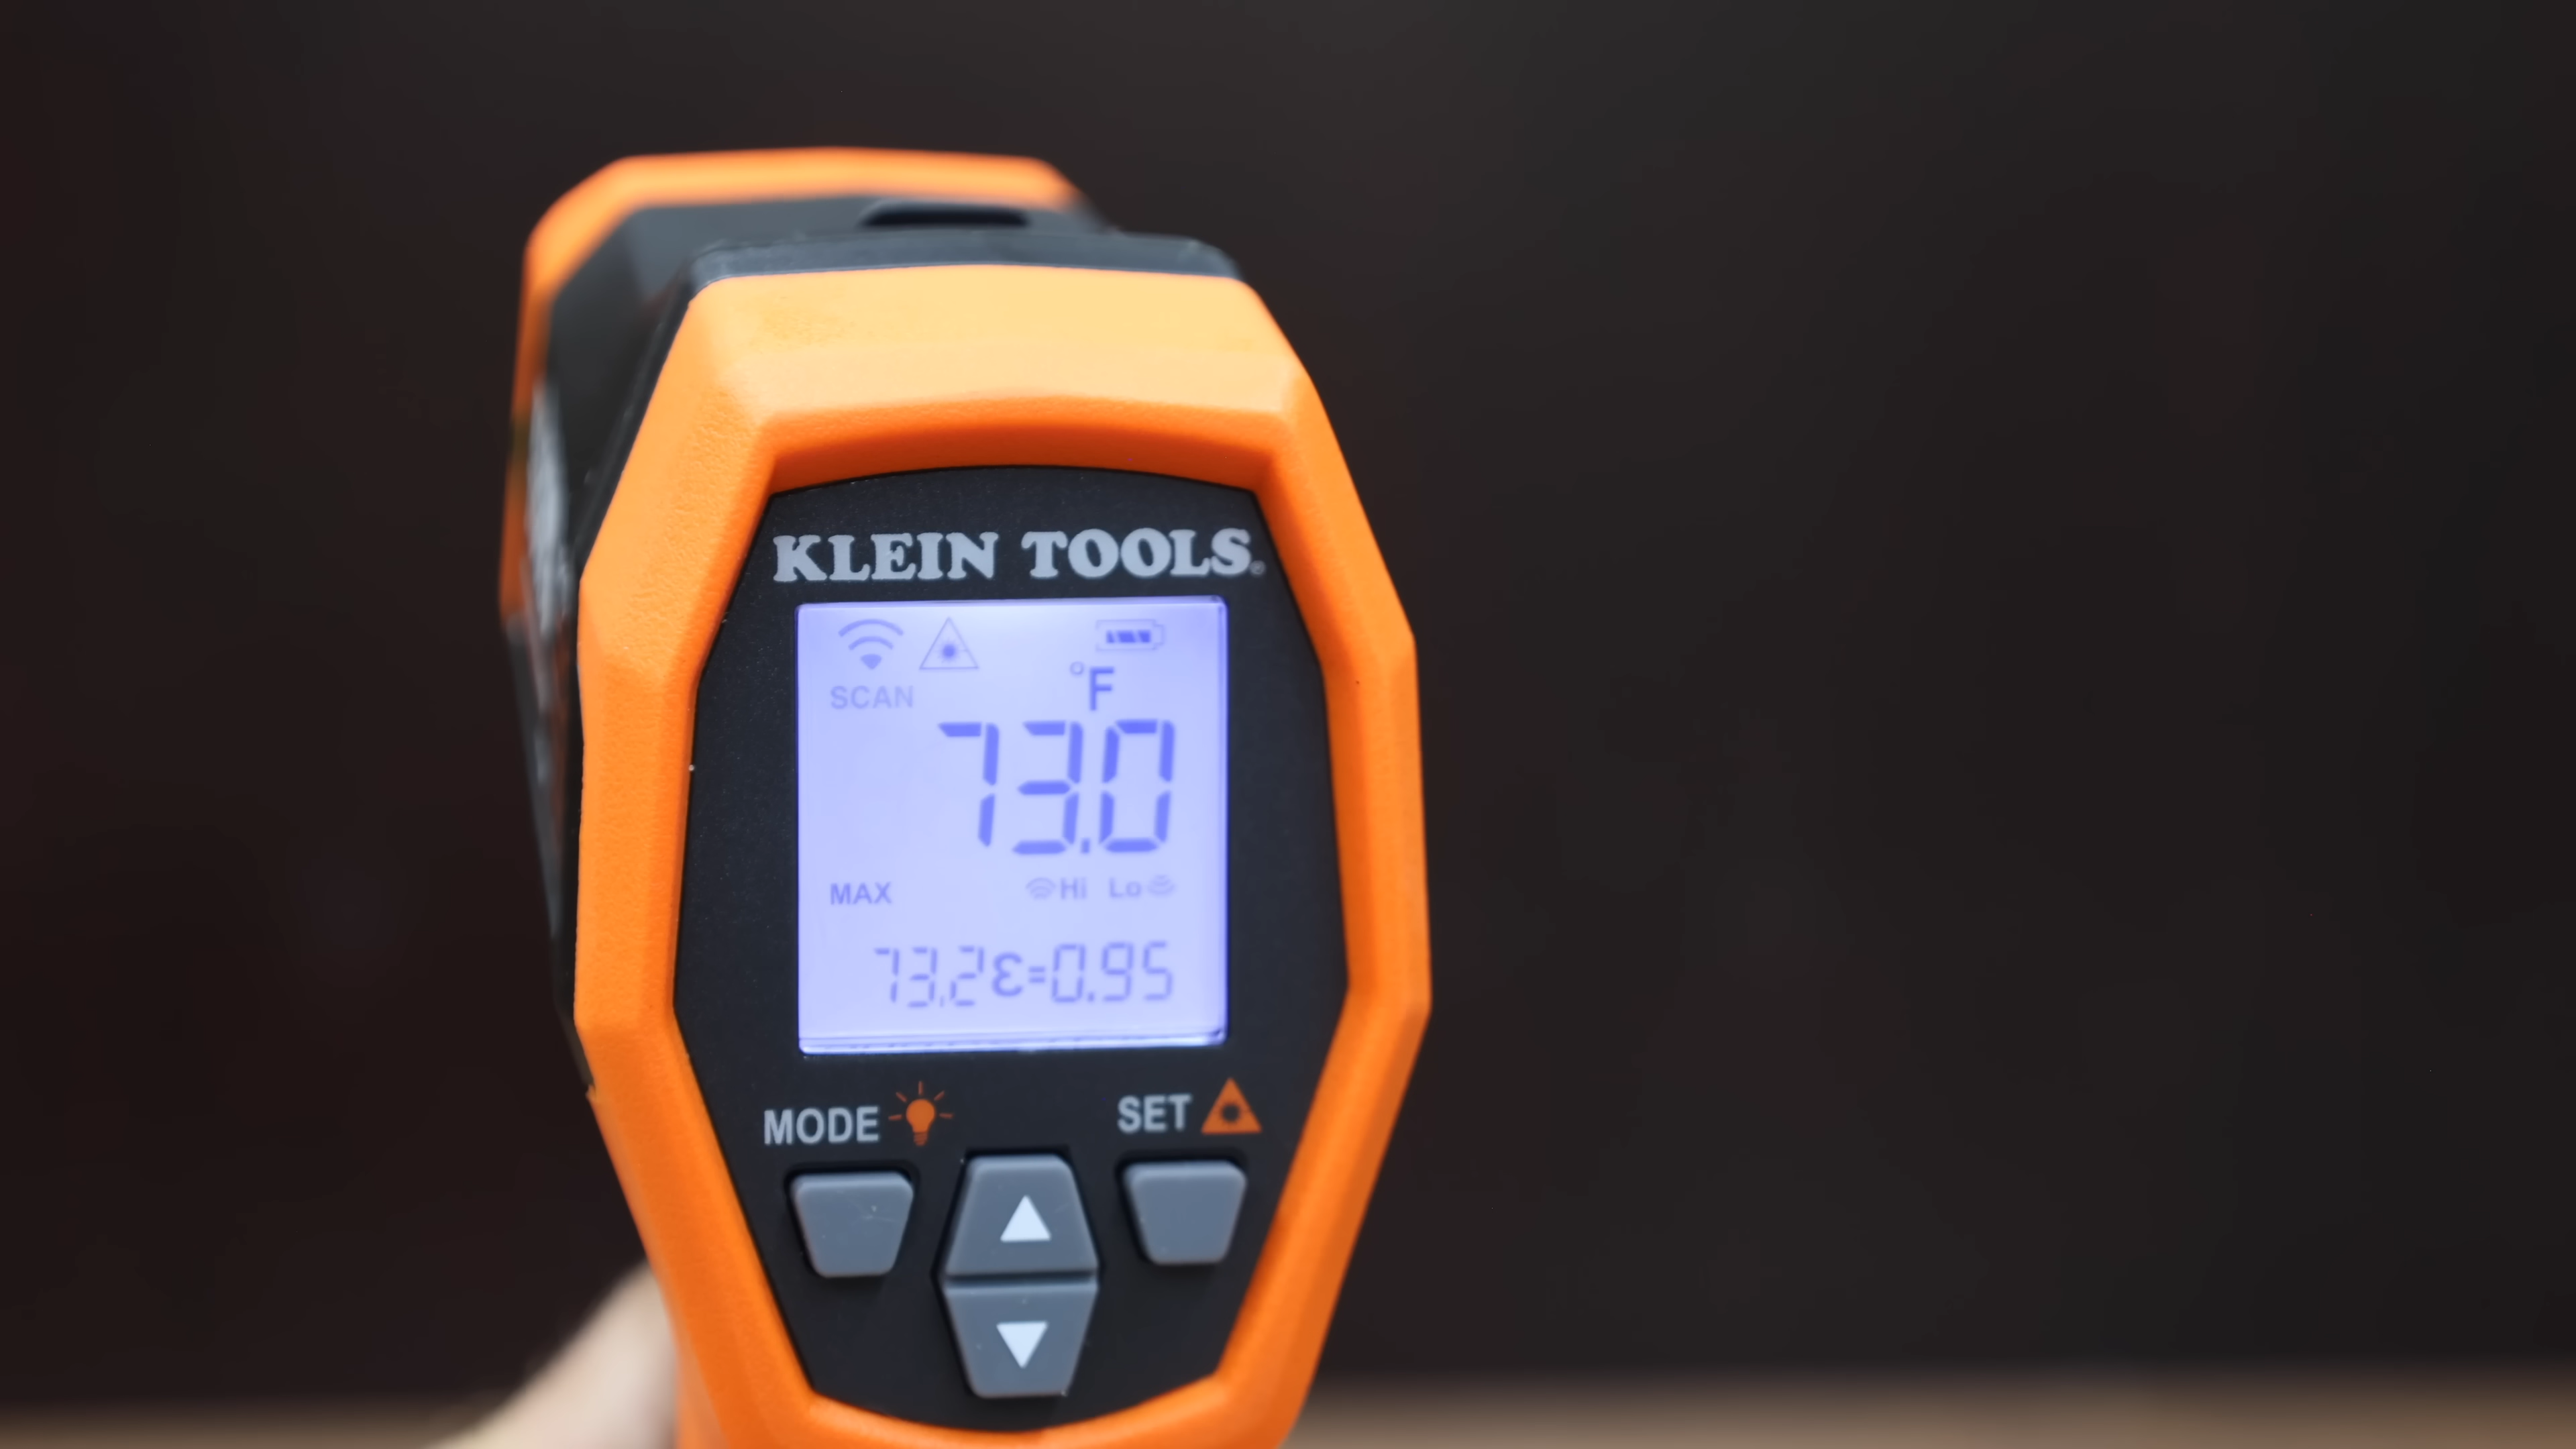 KLEIN TOOLS
°F
SCAN
73.0
MAX Hi Lo
73.2 ε=0.95
MODE SET